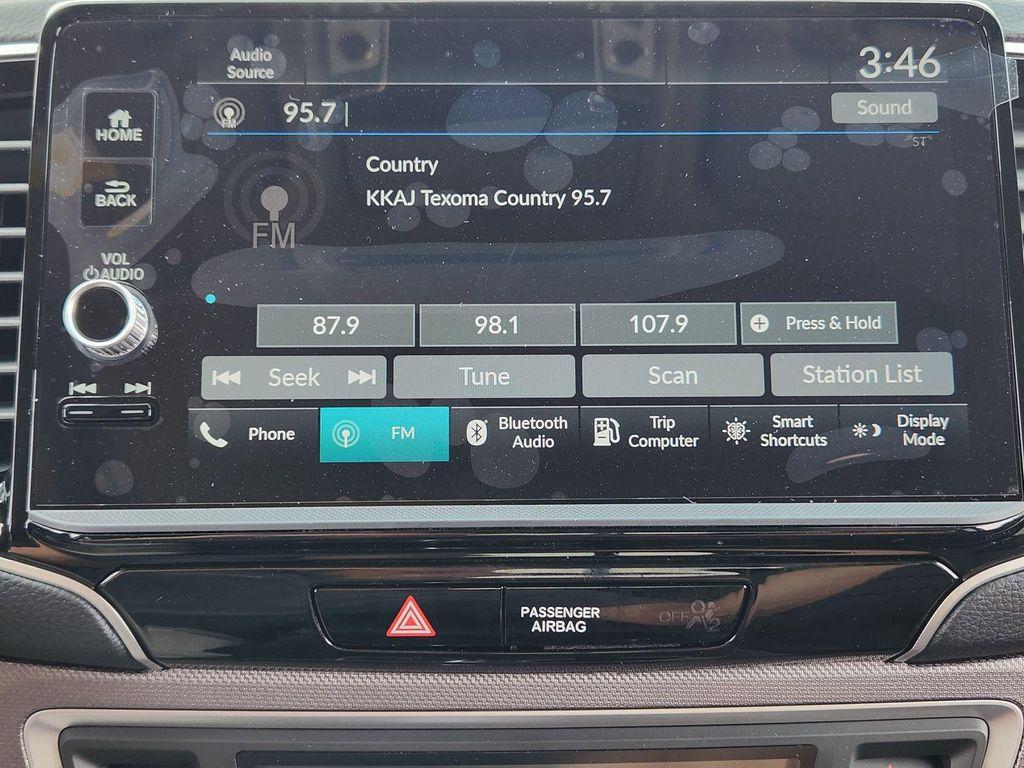 Audio
Source
3:46
FM
95.7
Sound
ST
HOME
Country
BACK
KKAJ Texoma Country 95.7
FM
VOL
AUDIO
87.9
98.1
107.9
Press & Hold
Seek
Tune
Scan
Station List
Phone
FM
Bluetooth
Audio
Trip
Computer
Smart
Shortcuts
Display
Mode
PASSENGER
AIRBAG
OFF